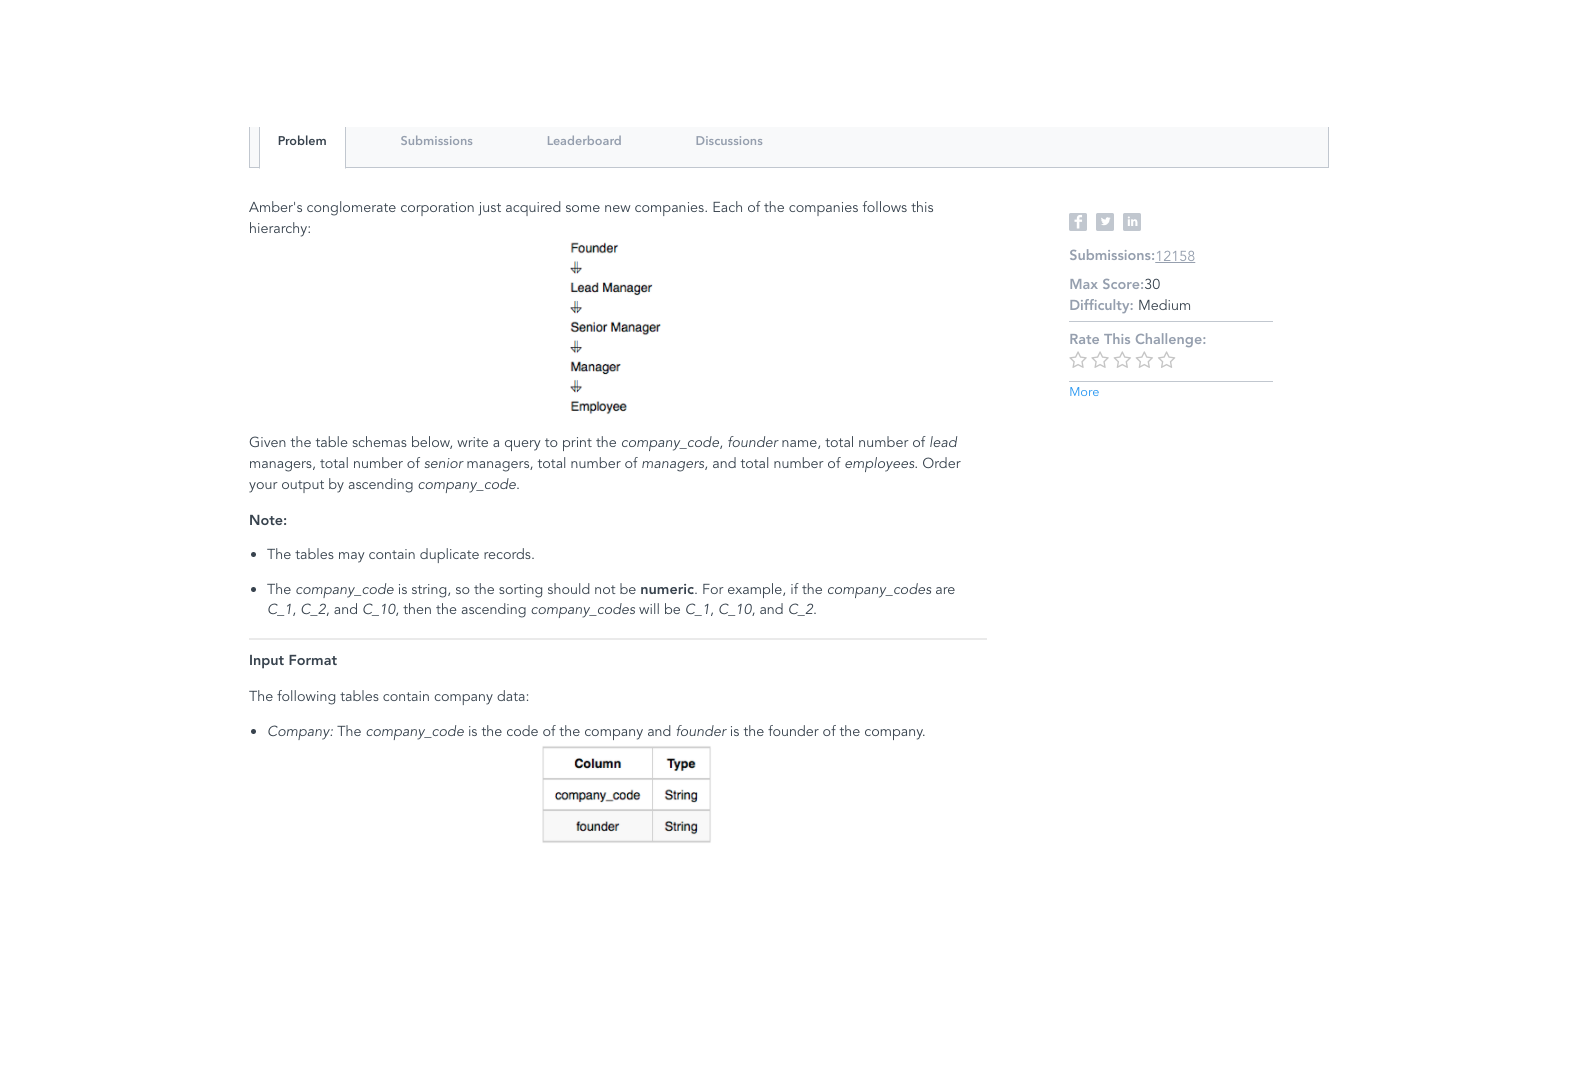 Problem Submissions Leaderboard Discussions
Amber's conglomerate corporation just acquired some new companies. Each of the companies follows this
hierarchy:
Founder
Lead Manager
Senior Manager
Manager
Employee
Given the table schemas below, write a query to print the company_code, founder name, total number of lead
managers, total number of senior managers, total number of managers, and total number of employees. Order
your output by ascending company_code.
Note:
• The tables may contain duplicate records.
• The company_code is string, so the sorting should not be numeric. For example, if the company_codes are
C_1, C_2, and C_10, then the ascending company_codes will be C_1, C_10, and C_2.
Input Format
The following tables contain company data:
• Company: The company_code is the code of the company and founder is the founder of the company.
Column Type
company_code String
founder String
Submissions:12158
Max Score:30
Difficulty: Medium
Rate This Challenge:
More